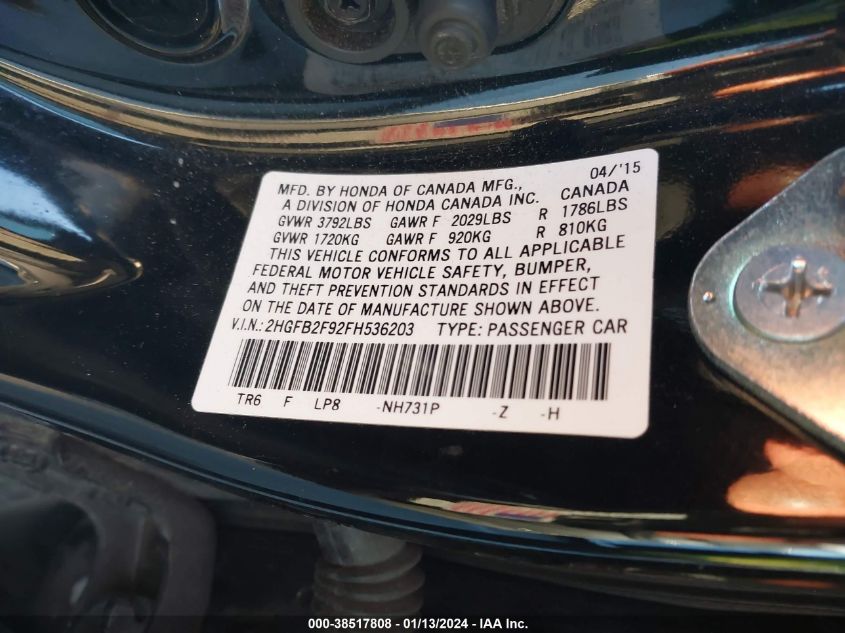 04/'15
MFD. BY HONDA OF CANADA MFG.,
A DIVISION OF HONDA CANADA INC. CANADA
GVWR 3792LBS GAWR F 2029LBS R 1786LBS
GVWR 1720KG GAWR F 920KG R 810KG
THIS VEHICLE CONFORMS TO ALL APPLICABLE
FEDERAL MOTOR VEHICLE SAFETY, BUMPER,
AND THEFT PREVENTION STANDARDS IN EFFECT
ON THE DATE OF MANUFACTURE SHOWN ABOVE.
V.I.N.:2HGFB2F92FH536203 TYPE: PASSENGER CAR
TR6 F LP8 -NH731P -Z -H
000-38517808 - 01/13/2024 - IAA Inc.